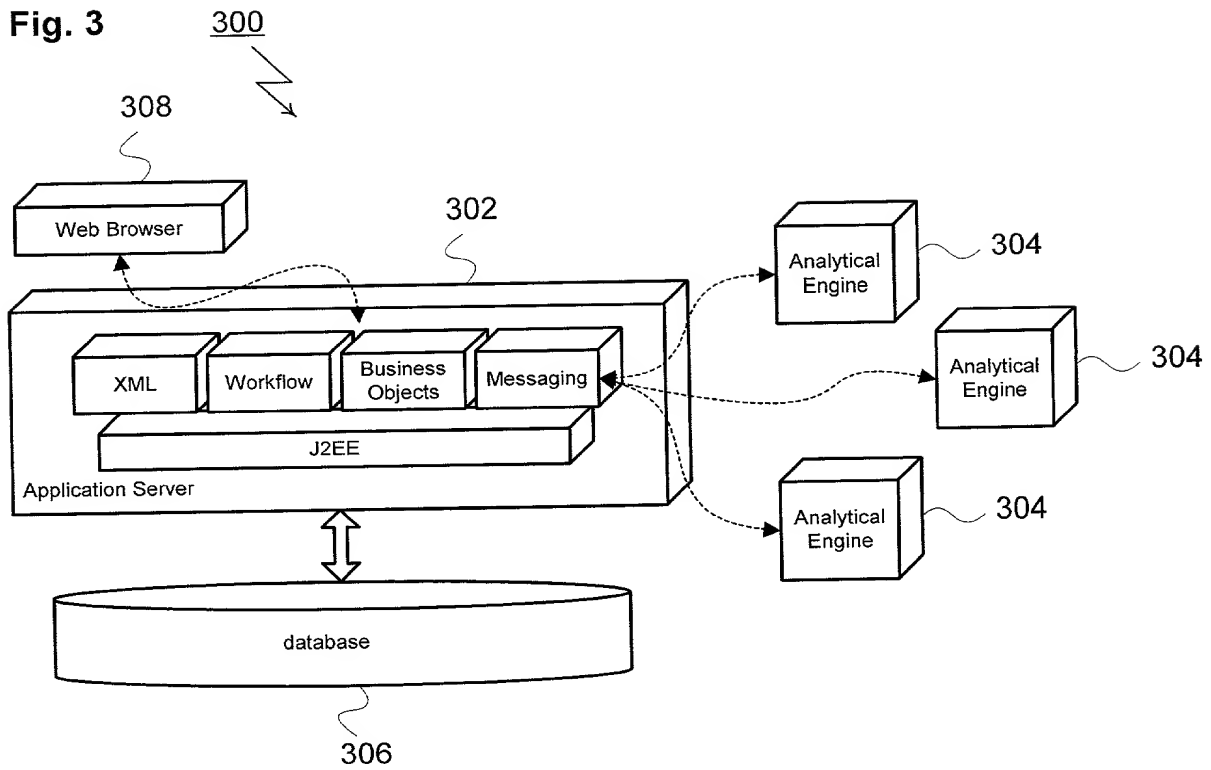 Fig. 3
300
308
Web Browser
302
Analytical
Engine
304
XML
Workflow
Business
Objects
Messaging
Analytical
Engine
304
J2EE
Application Server
Analytical
Engine
304
database
306